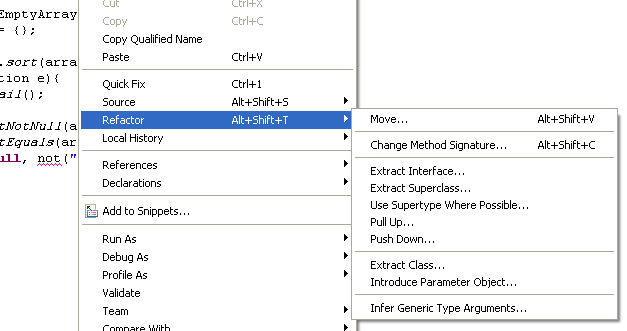 EmptyArray
= {};
.sort(arra
tion e){
ail();
tNotNull(a
tEquals(ar
ull, not("
Cut Ctrl+X
Copy Ctrl+C
Copy Qualified Name
Paste Ctrl+V
Quick Fix Ctrl+1
Source Alt+Shift+S
Refactor Alt+Shift+T
Local History
References
Declarations
Add to Snippets...
Run As
Debug As
Profile As
Validate
Team
Compare With
Move... Alt+Shift+V
Change Method Signature... Alt+Shift+C
Extract Interface...
Extract Superclass...
Use Supertype Where Possible...
Pull Up...
Push Down...
Extract Class...
Introduce Parameter Object...
Infer Generic Type Arguments...